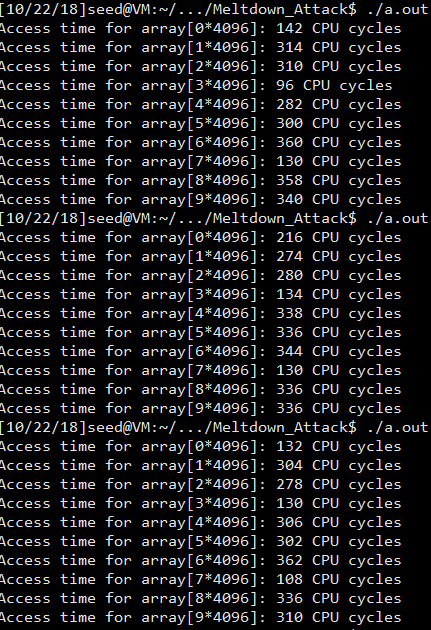 [10/22/18]seed@VM:~/.../Meltdown_Attack$ ./a.out
Access time for array[0*4096]: 142 CPU cycles
Access time for array[1*4096]: 314 CPU cycles
Access time for array[2*4096]: 310 CPU cycles
Access time for array[3*4096]: 96 CPU cycles
Access time for array[4*4096]: 282 CPU cycles
Access time for array[5*4096]: 300 CPU cycles
Access time for array[6*4096]: 360 CPU cycles
Access time for array[7*4096]: 130 CPU cycles
Access time for array[8*4096]: 358 CPU cycles
Access time for array[9*4096]: 340 CPU cycles
[10/22/18]seed@VM:~/.../Meltdown_Attack$ ./a.out
Access time for array[0*4096]: 216 CPU cycles
Access time for array[1*4096]: 274 CPU cycles
Access time for array[2*4096]: 280 CPU cycles
Access time for array[3*4096]: 134 CPU cycles
Access time for array[4*4096]: 338 CPU cycles
Access time for array[5*4096]: 336 CPU cycles
Access time for array[6*4096]: 344 CPU cycles
Access time for array[7*4096]: 130 CPU cycles
Access time for array[8*4096]: 336 CPU cycles
Access time for array[9*4096]: 336 CPU cycles
[10/22/18]seed@VM:~/.../Meltdown_Attack$ ./a.out
Access time for array[0*4096]: 132 CPU cycles
Access time for array[1*4096]: 304 CPU cycles
Access time for array[2*4096]: 278 CPU cycles
Access time for array[3*4096]: 130 CPU cycles
Access time for array[4*4096]: 306 CPU cycles
Access time for array[5*4096]: 302 CPU cycles
Access time for array[6*4096]: 362 CPU cycles
Access time for array[7*4096]: 108 CPU cycles
Access time for array[8*4096]: 336 CPU cycles
Access time for array[9*4096]: 310 CPU cycles